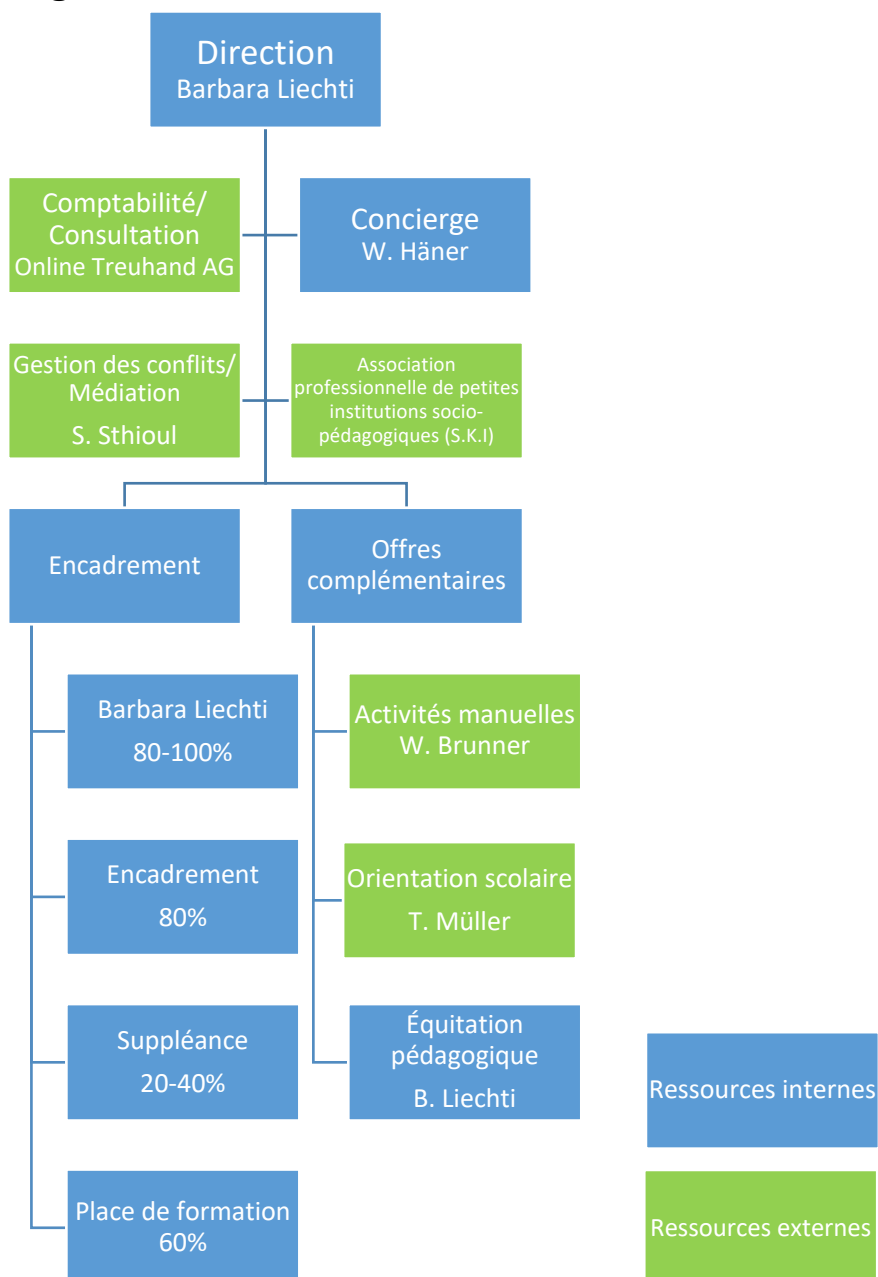 Direction
Barbara Liechti
Comptabilité/
Consultation
Online Treuhand AG
Concierge
W. Häner
Gestion des conflits/
Médiation
S. Sthioul
Association
professionnelle de petites
institutions socio-
pédagogiques (S.K.I)
Encadrement
Offres
complémentaires
Barbara Liechti
80-100%
Activités manuelles
W. Brunner
Encadrement
80%
Orientation scolaire
T. Müller
Suppléance
20-40%
Équitation
pédagogique
B. Liechti
Ressources internes
Place de formation
60%
Ressources externes